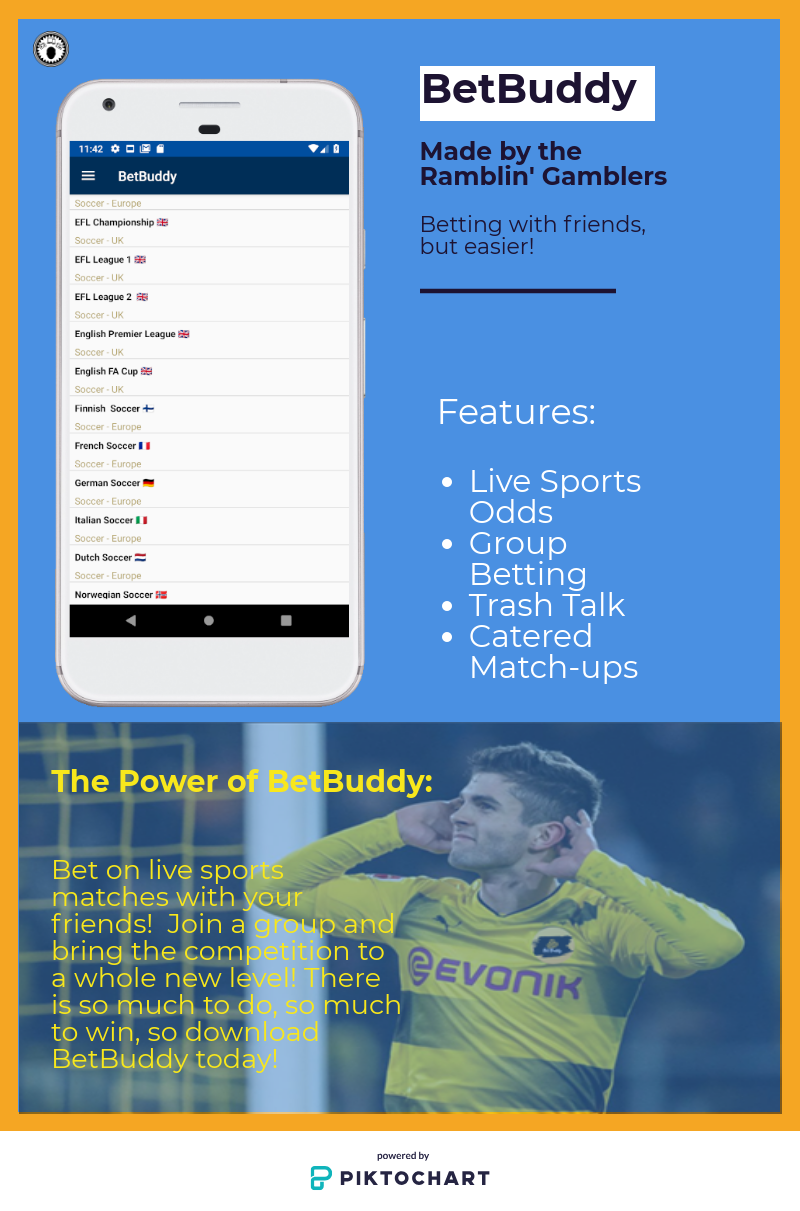 BetBuddy
Made by the
Ramblin' Gamblers
Betting with friends,
but easier!
11:42
BetBuddy
Soccer - Europe
EFL Championship 🇬🇧
Soccer - UK
EFL League 1 🇬🇧
Soccer - UK
EFL League 2 🇬🇧
Soccer - UK
English Premier League 🇬🇧
Soccer - UK
English FA Cup 🇬🇧
Soccer - UK
Finnish Soccer 🇫🇮
Soccer - Europe
French Soccer 🇫🇷
Soccer - Europe
German Soccer 🇩🇪
Soccer - Europe
Italian Soccer 🇮🇹
Soccer - Europe
Dutch Soccer 🇳🇱
Soccer - Europe
Norwegian Soccer 🇳🇴
Features:
• Live Sports
Odds
• Group
Betting
• Trash Talk
• Catered
Match-ups
The Power of BetBuddy:
Bet on live sports
matches with your
friends! Join a group and
bring the competition to
a whole new level! There
is so much to do, so much
to win, so download
BetBuddy today!
EVONIK
powered by
PIKTOCHART